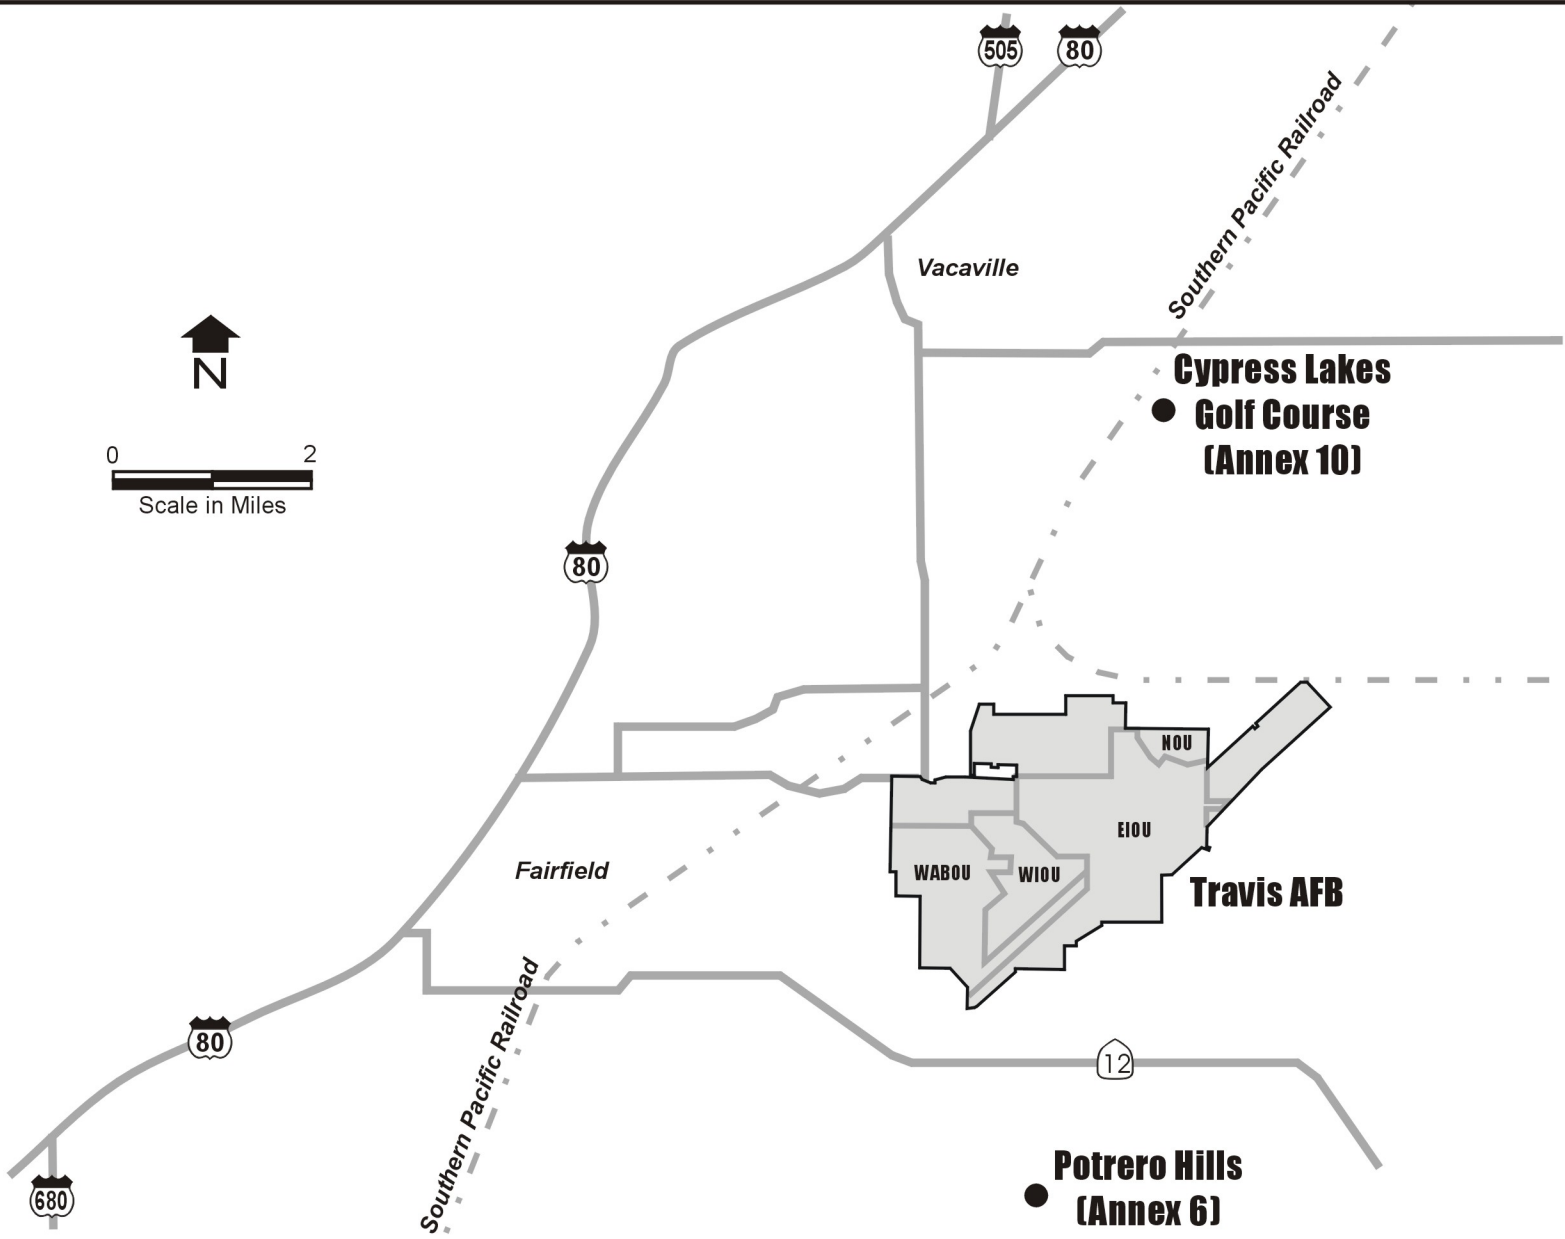 505
80
Southern Pacific Railroad
Vacaville
N
Cypress Lakes
Golf Course
(Annex 10)
0 2
Scale in Miles
80
NOU
EIOU
WABOU
WIOU
Travis AFB
Fairfield
Southern Pacific Railroad
80
12
680
Potrero Hills
(Annex 6)